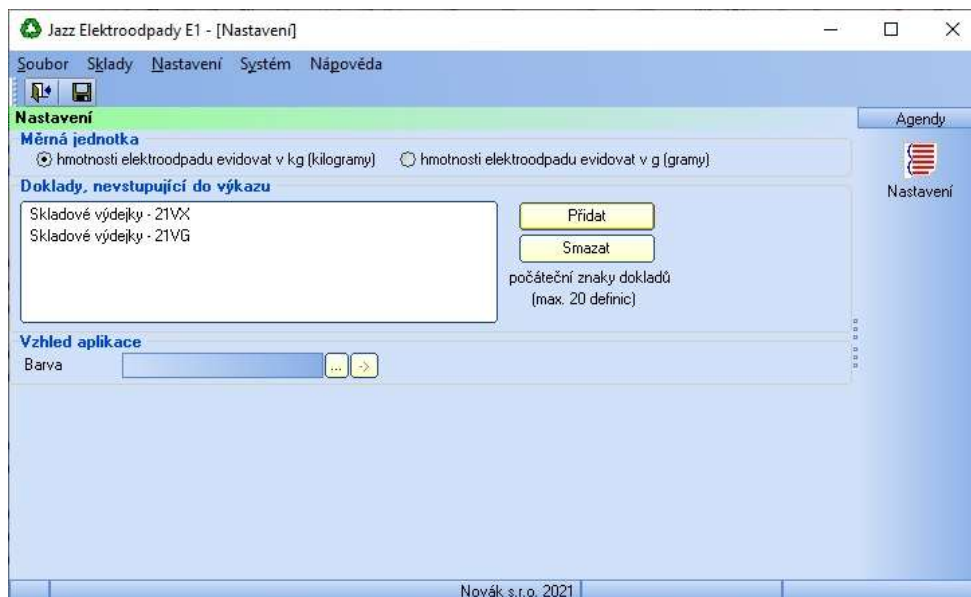 Jazz Elektroodpady E1 - [Nastavení]
Soubor Sklady Nastavení Systém Nápověda
Nastavení
Agendy
Měrná jednotka
hmotnosti elektroodpadu evidovat v kg (kilogramy) hmotnosti elektroodpadu evidovat v g (gramy)
Nastavení
Doklady, nevstupující do výkazu
Skladové výdejky - 21VX
Skladové výdejky - 21VG
Přidat
Smazat
počáteční znaky dokladů
(max. 20 definic)
Vzhled aplikace
Barva ... ->
Novák s.r.o. 2021